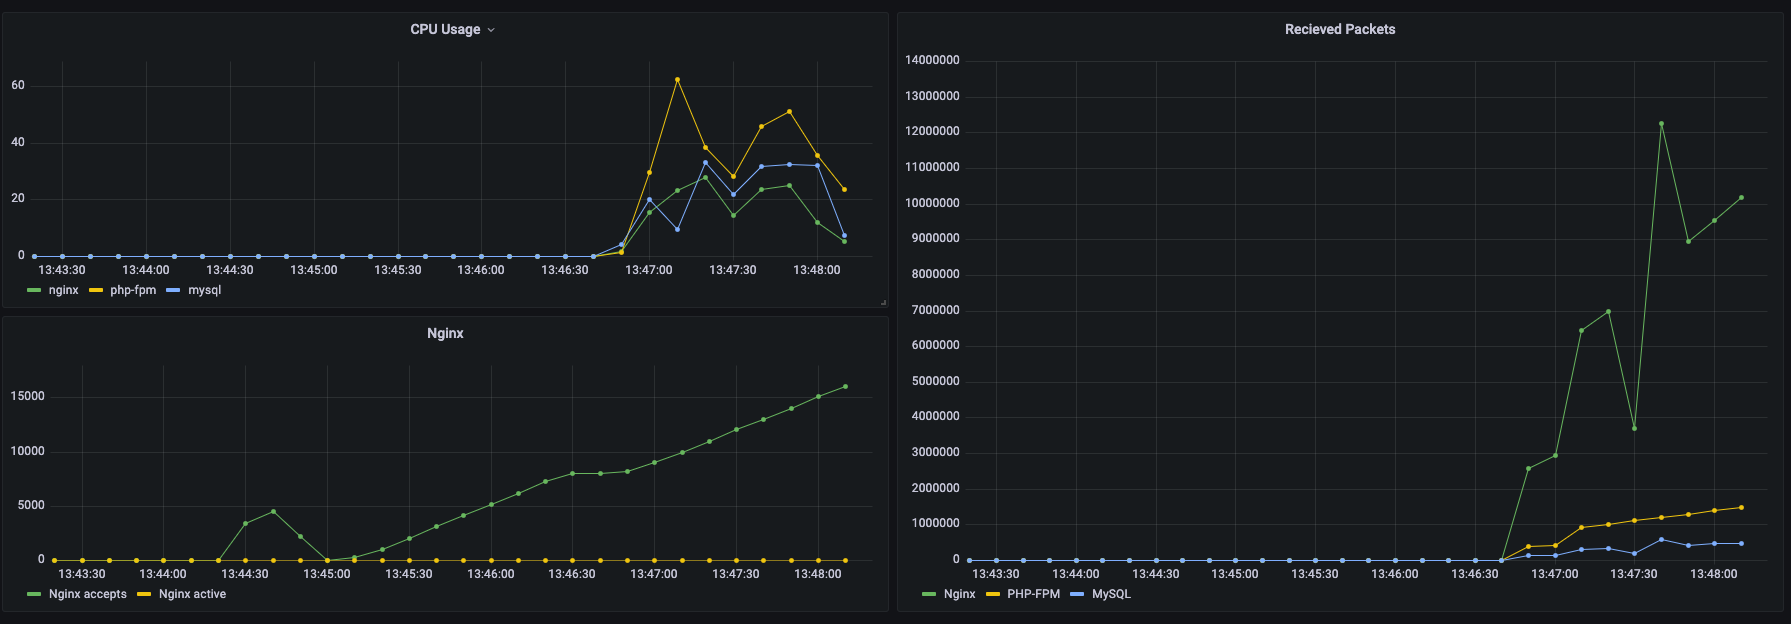 CPU Usage
60
40
20
0
13:43:30 13:44:00 13:44:30 13:45:00 13:45:30 13:46:00 13:46:30 13:47:00 13:47:30 13:48:00
nginx php-fpm mysql
Nginx
15000
10000
5000
0
13:43:30 13:44:00 13:44:30 13:45:00 13:45:30 13:46:00 13:46:30 13:47:00 13:47:30 13:48:00
Nginx accepts Nginx active
Recieved Packets
14000000
13000000
12000000
11000000
10000000
9000000
8000000
7000000
6000000
5000000
4000000
3000000
2000000
1000000
0
13:43:30 13:44:00 13:44:30 13:45:00 13:45:30 13:46:00 13:46:30 13:47:00 13:47:30 13:48:00
Nginx PHP-FPM MySQL